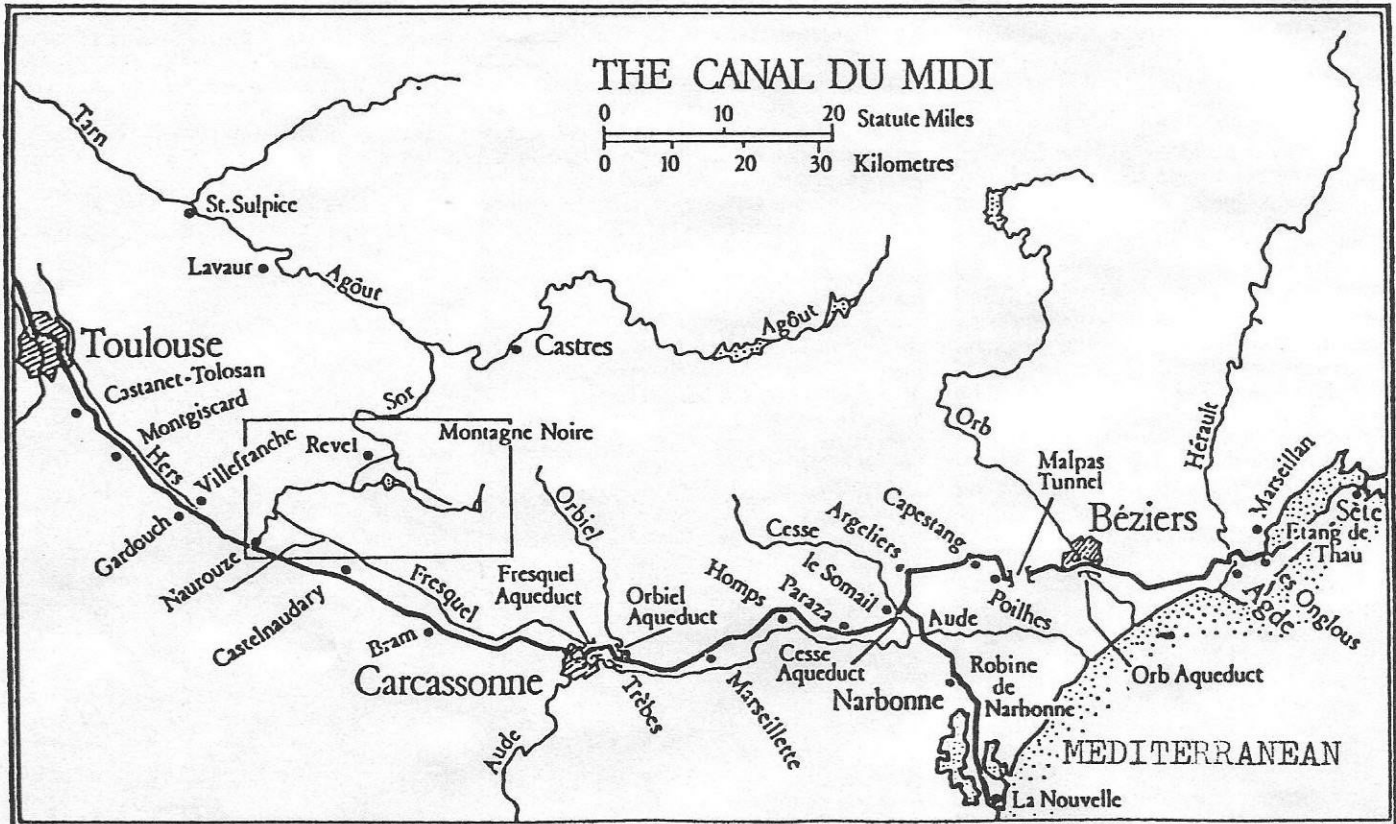 THE CANAL DU MIDI
0 10 20 Statute Miles
0 10 20 30 Kilometres
Tarn
St. Sulpice
Lavaur
Agôut
Agôut
Castres
Toulouse
Castanet-Tolosan
Montgiscard
Hers
Villefranche
Gardouch
Naurouze
Sor
Revel
Montagne Noire
Castelnaudary
Fresquel
Bram
Carcassonne
Aude
Orbiel
Fresquel
Aqueduct
Orbiel
Aqueduct
Trèbes
Marseillette
Homps
Paraza
le Somail
Cesse
Argeliers
Capestang
Cesse
Aqueduct
Aude
Poilhes
Malpas
Tunnel
Orb
Béziers
Orb Aqueduct
Narbonne
Robine
de
Narbonne
La Nouvelle
Hérault
Marseillan
Sète
Etang de
Thau
Les Onglous
Agde
MEDITERRANEAN